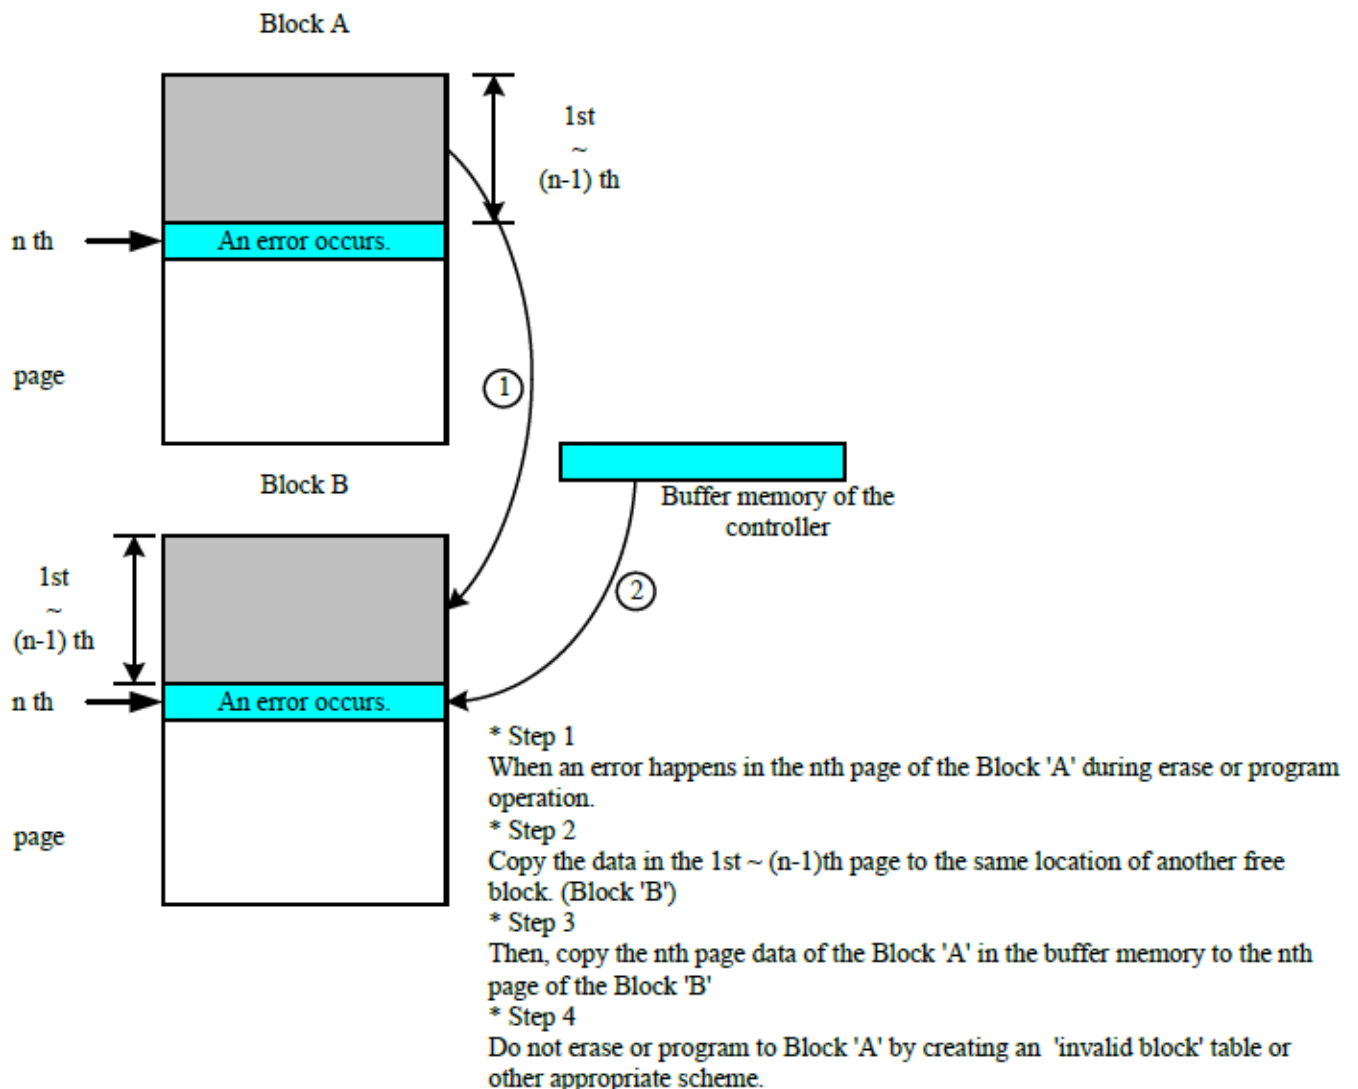 Block A
1st
~
(n-1) th
n th
An error occurs.
page
1
Block B
Buffer memory of the
controller
1st
~
(n-1) th
2
n th
An error occurs.
page
* Step 1
When an error happens in the nth page of the Block 'A' during erase or program
operation.
* Step 2
Copy the data in the 1st ~ (n-1)th page to the same location of another free
block. (Block 'B')
* Step 3
Then, copy the nth page data of the Block 'A' in the buffer memory to the nth
page of the Block 'B'
* Step 4
Do not erase or program to Block 'A' by creating an 'invalid block' table or
other appropriate scheme.